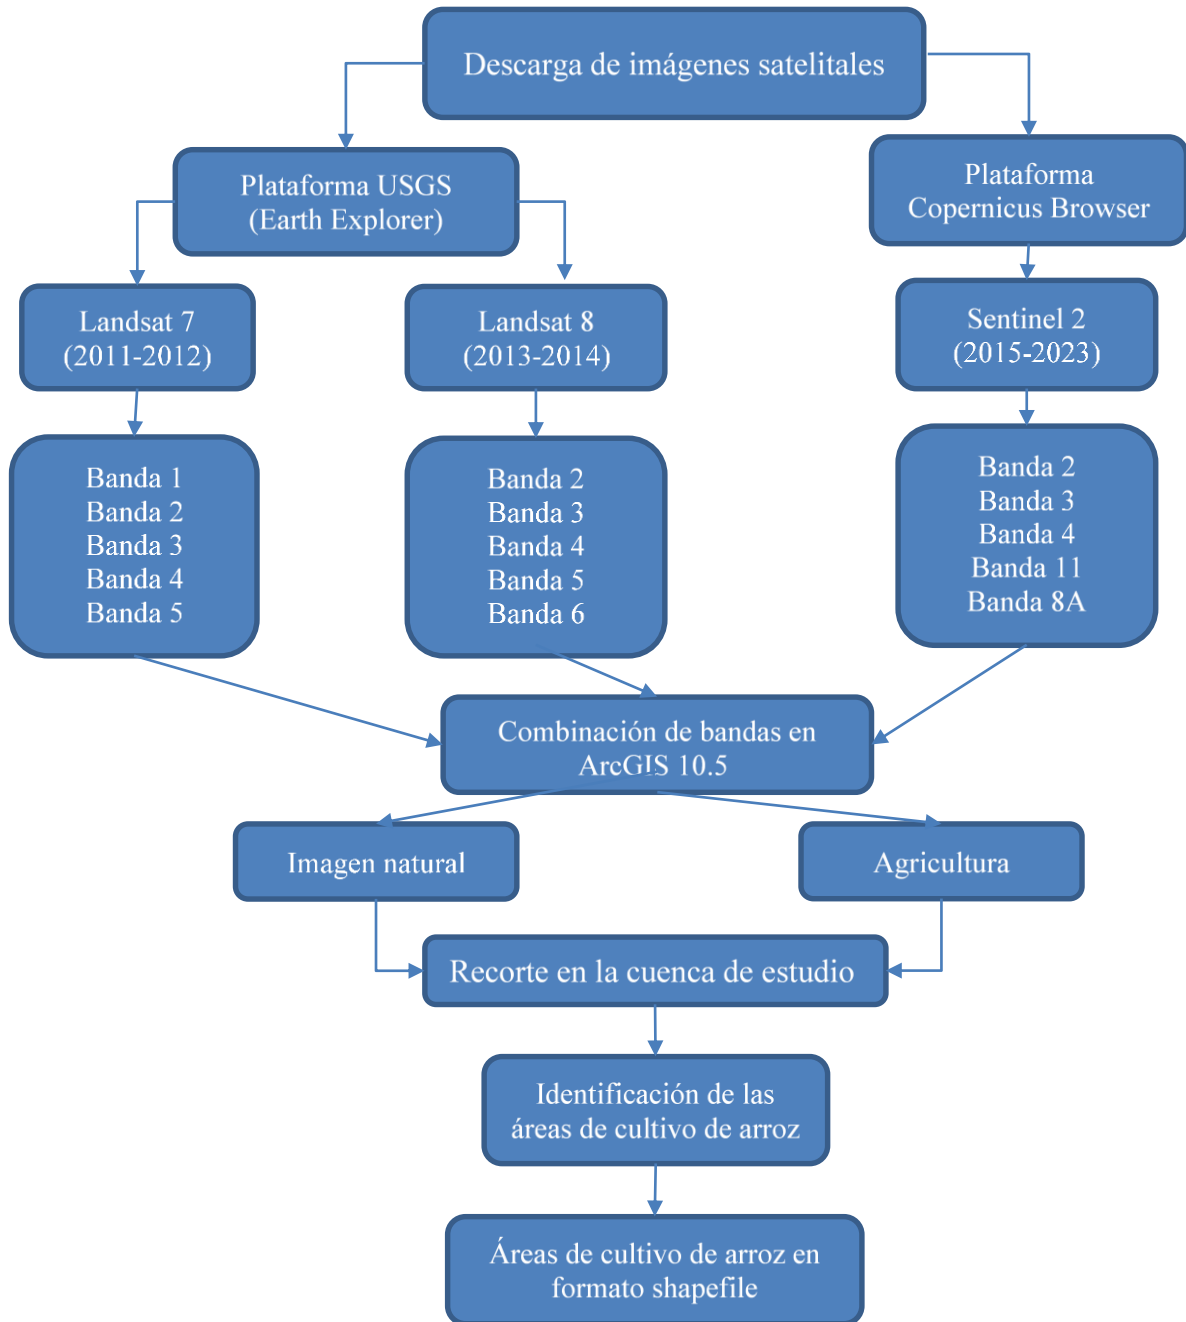 Descarga de imágenes satelitales
Plataforma USGS
(Earth Explorer)
Plataforma
Copernicus Browser
Landsat 7
(2011-2012)
Landsat 8
(2013-2014)
Sentinel 2
(2015-2023)
Banda 1
Banda 2
Banda 3
Banda 4
Banda 5
Banda 2
Banda 3
Banda 4
Banda 5
Banda 6
Banda 2
Banda 3
Banda 4
Banda 11
Banda 8A
Combinación de bandas en
ArcGIS 10.5
Imagen natural
Agricultura
Recorte en la cuenca de estudio
Identificación de las
áreas de cultivo de arroz
Áreas de cultivo de arroz en
formato shapefile